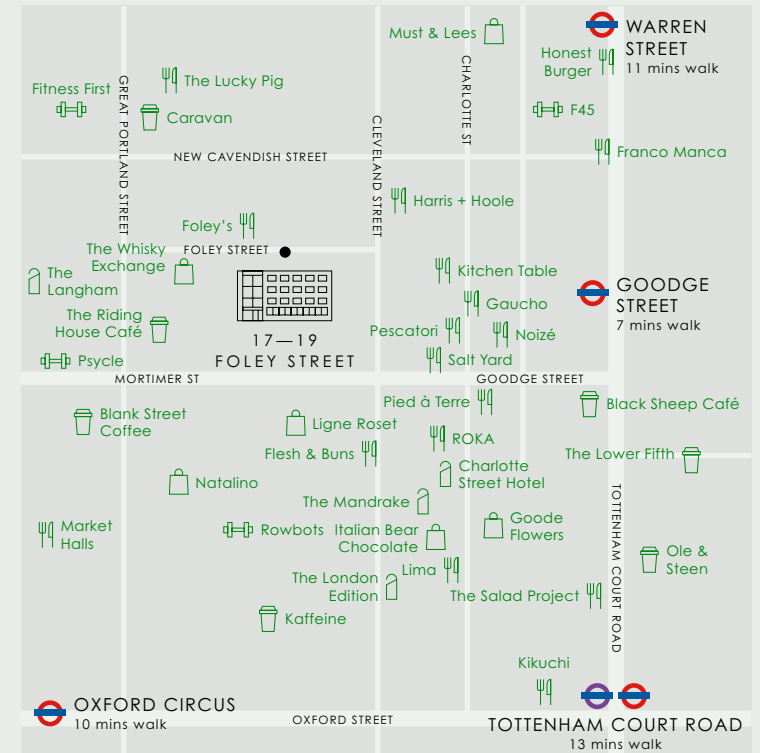 Must & Lees
WARREN
STREET
11 mins walk
Honest
Burger
CHARLOTTE ST
The Lucky Pig
Fitness First
GREAT PORTLAND STREET
Caravan
F45
CLEVELAND STREET
Franco Manca
NEW CAVENDISH STREET
Harris + Hoole
Foley's
FOLEY STREET
The Whisky
Exchange
The
Langham
Kitchen Table
GOODGE
STREET
7 mins walk
Gaucho
The Riding
House Café
Pescatori
Noizé
17—19
FOLEY STREET
Psycle
Salt Yard
MORTIMER ST
GOODGE STREET
Pied à Terre
Black Sheep Café
Blank Street
Coffee
Ligne Roset
ROKA
Flesh & Buns
The Lower Fifth
Charlotte
Street Hotel
Natalino
The Mandrake
TOTTENHAM COURT ROAD
Market
Halls
Rowbots
Italian Bear
Chocolate
Goode
Flowers
Ole &
Steen
Lima
The London
Edition
The Salad Project
Kaffeine
Kikuchi
OXFORD CIRCUS
10 mins walk
OXFORD STREET
TOTTENHAM COURT ROAD
13 mins walk